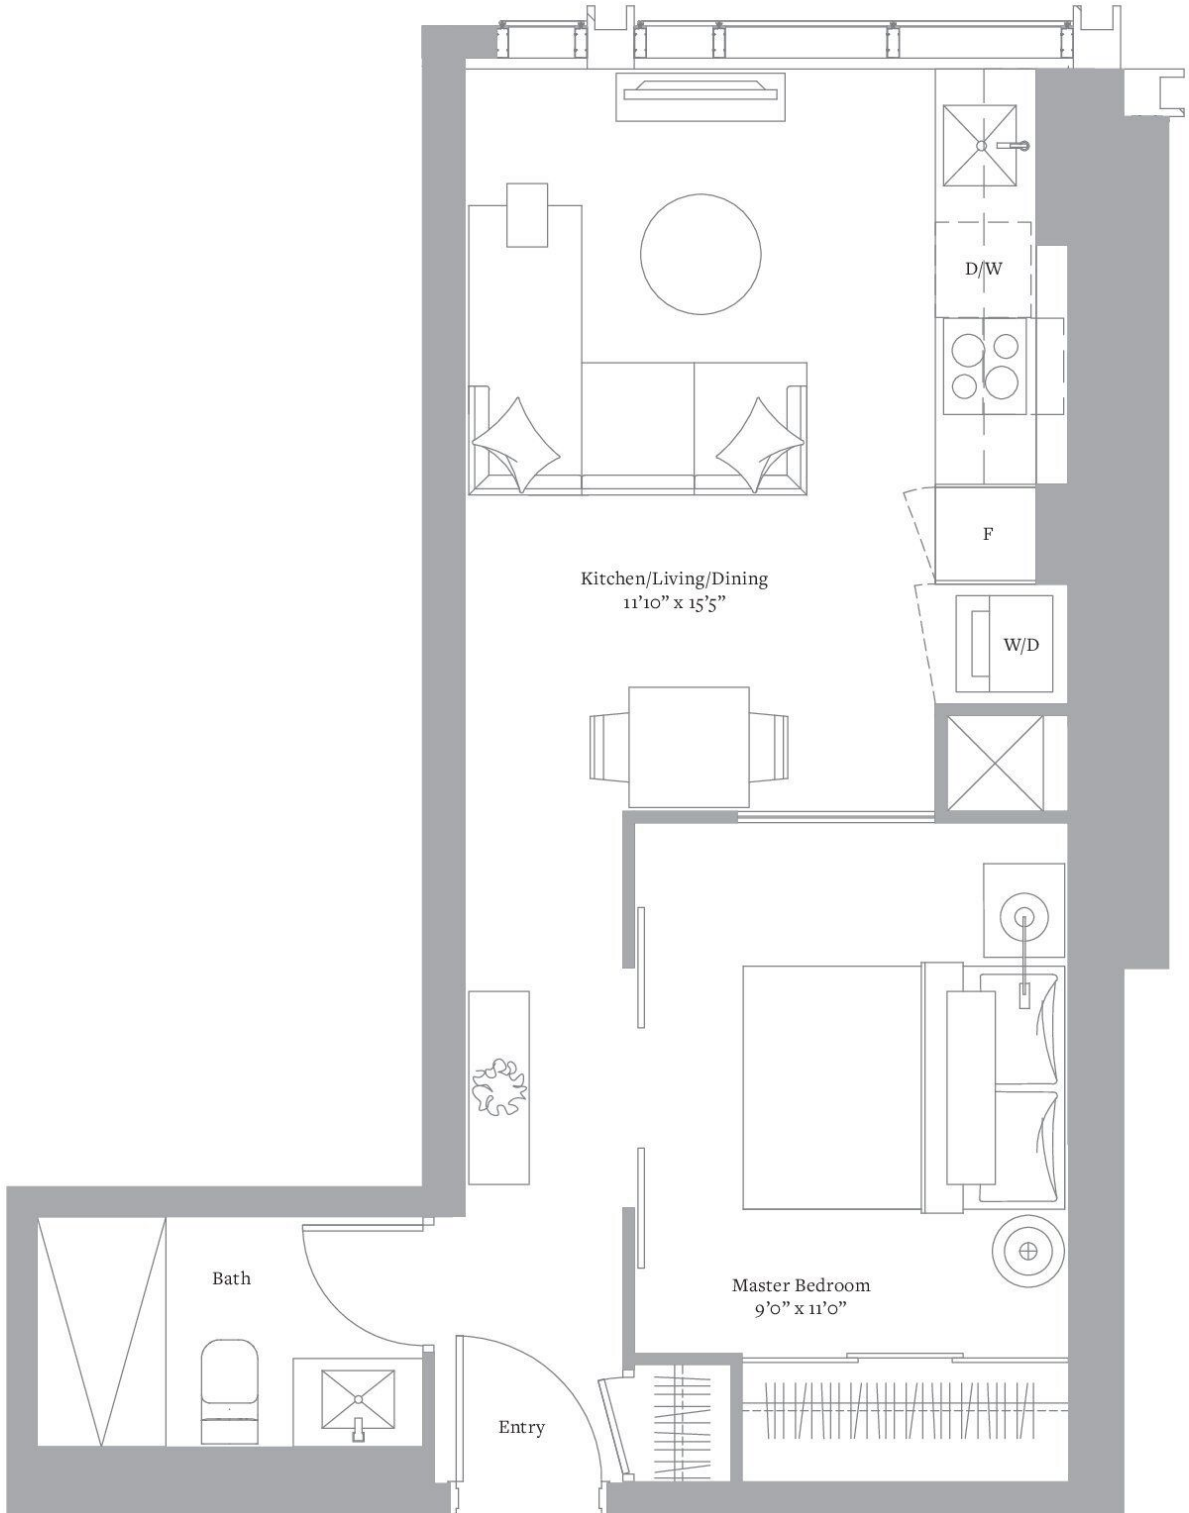 D/W
F
Kitchen/Living/Dining
11’10” x 15’5”
W/D
Bath
Master Bedroom
9’0” x 11’0”
Entry